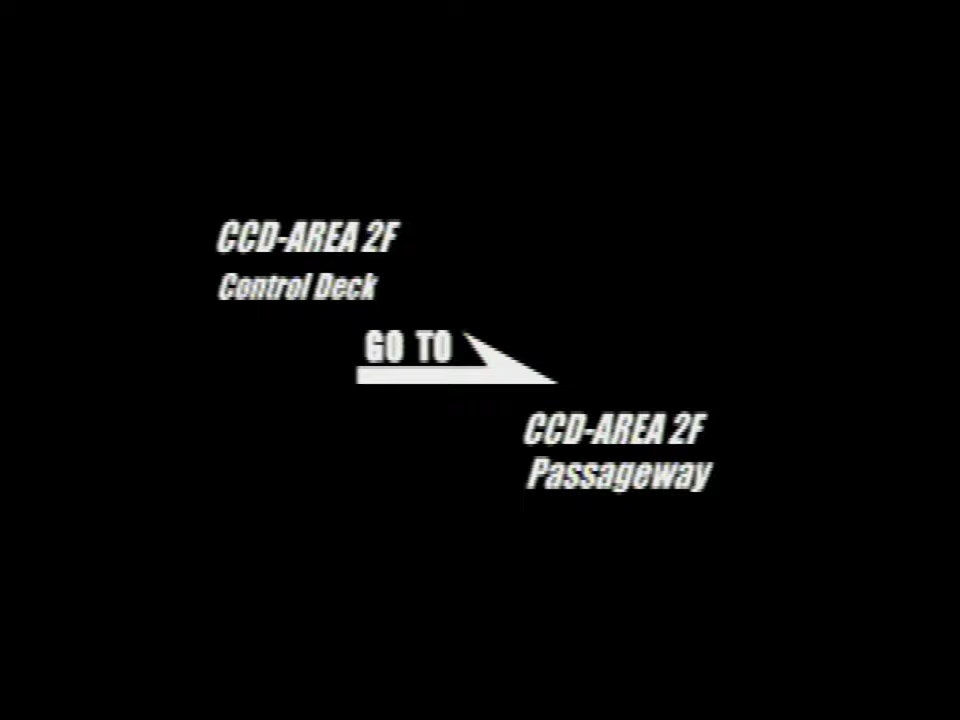 CCD-AREA 2F
Control Deck
GO TO
CCD-AREA 2F
Passageway